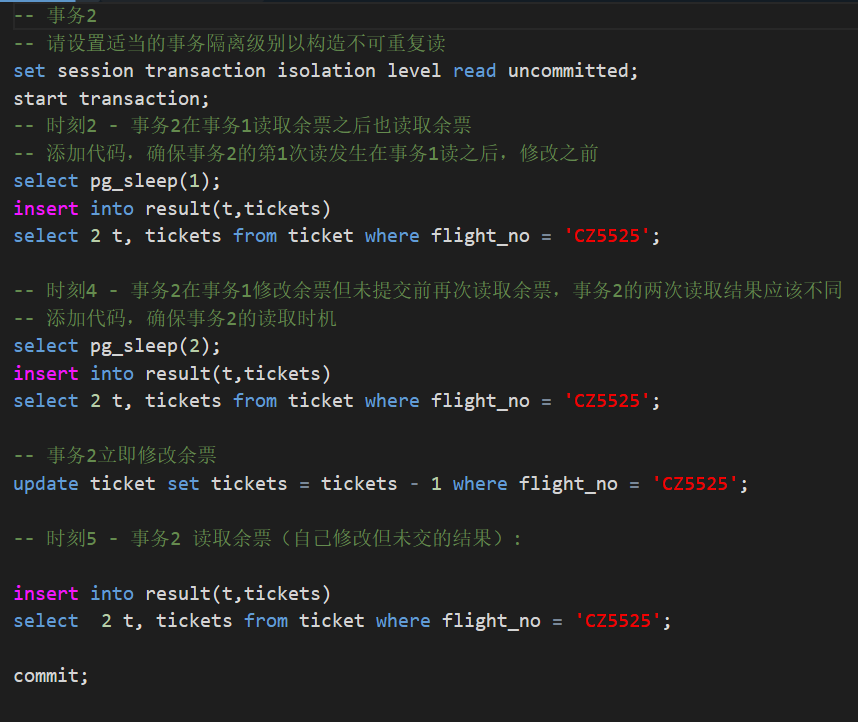 -- 事务2
-- 请设置适当的事务隔离级别以构造不可重复读
set session transaction isolation level read uncommitted;
start transaction;
-- 时刻2 - 事务2在事务1读取余票之后也读取余票
-- 添加代码，确保事务2的第1次读发生在事务1读之后，修改之前
select pg_sleep(1);
insert into result(t,tickets)
select 2 t, tickets from ticket where flight_no = 'CZ5525';
-- 时刻4 - 事务2在事务1修改余票但未提交前再次读取余票，事务2的两次读取结果应该不同
-- 添加代码，确保事务2的读取时机
select pg_sleep(2);
insert into result(t,tickets)
select 2 t, tickets from ticket where flight_no = 'CZ5525';
-- 事务2立即修改余票
update ticket set tickets = tickets - 1 where flight_no = 'CZ5525';
-- 时刻5 - 事务2 读取余票（自己修改但未交的结果）:
insert into result(t,tickets)
select  2 t, tickets from ticket where flight_no = 'CZ5525';
commit;